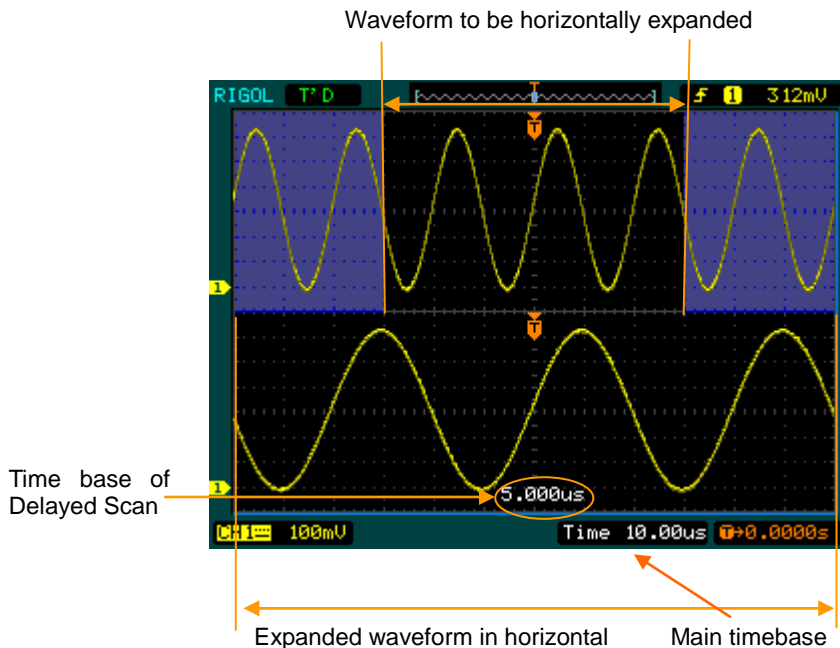 Waveform to be horizontally expanded
RIGOL T'D T ƒ 1 312mV
T
1
T
Time base of
Delayed Scan
1
5.000us
CH1 100mV Time 10.00us T→0.0000s
Expanded waveform in horizontal Main timebase